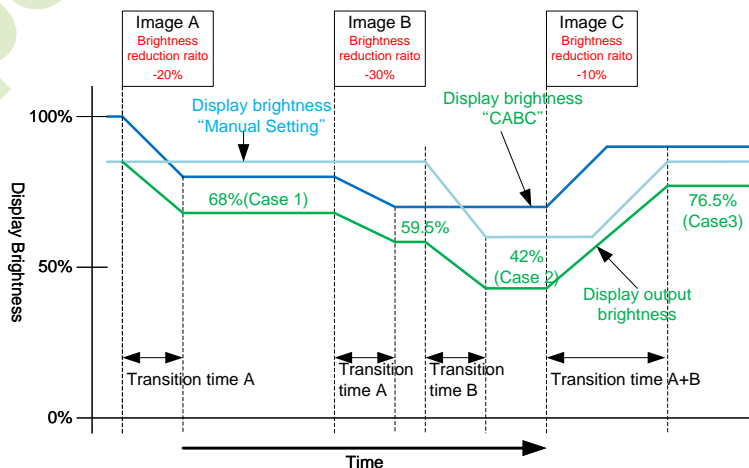 Image A
Brightness
reduction raito
-20%
Image B
Brightness
reduction raito
-30%
Image C
Brightness
reduction raito
-10%
Display brightness
“Manual Setting”
Display brightness
“CABC”
100%
50%
0%
Display Brightness
68%(Case 1)
59.5%
42%
(Case 2)
76.5%
(Case3)
Display output
brightness
Transition time A
Transition
time A
Transition
time B
Transition time A+B
Time